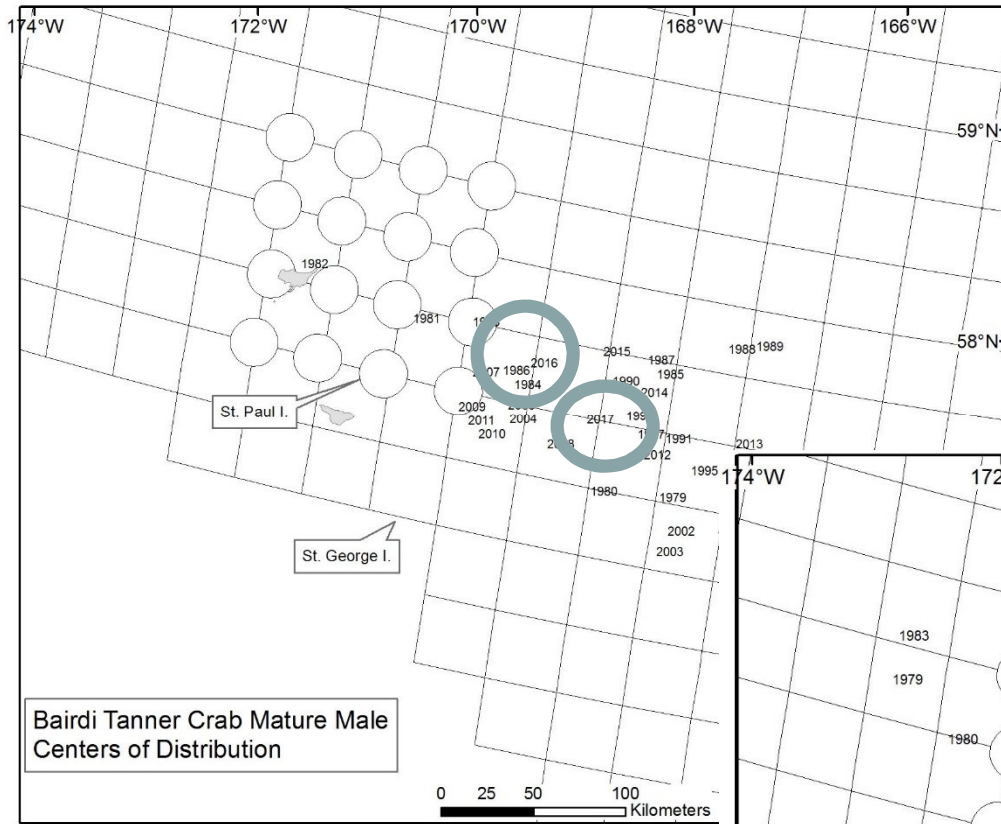 174°W 172°W 170°W 168°W 166°W
59°N
1982
1981
58°N
2015 1988 1989
2016 1987
1986 1985
1984 1990
2014
2009
2011 2004 2017
2010 1991 2013
2012
1995
1980 1979
2002
2003
St. Paul I.
St. George I.
174°W 172
1983
1979
1980
Bairdi Tanner Crab Mature Male
Centers of Distribution
0 25 50 100
Kilometers